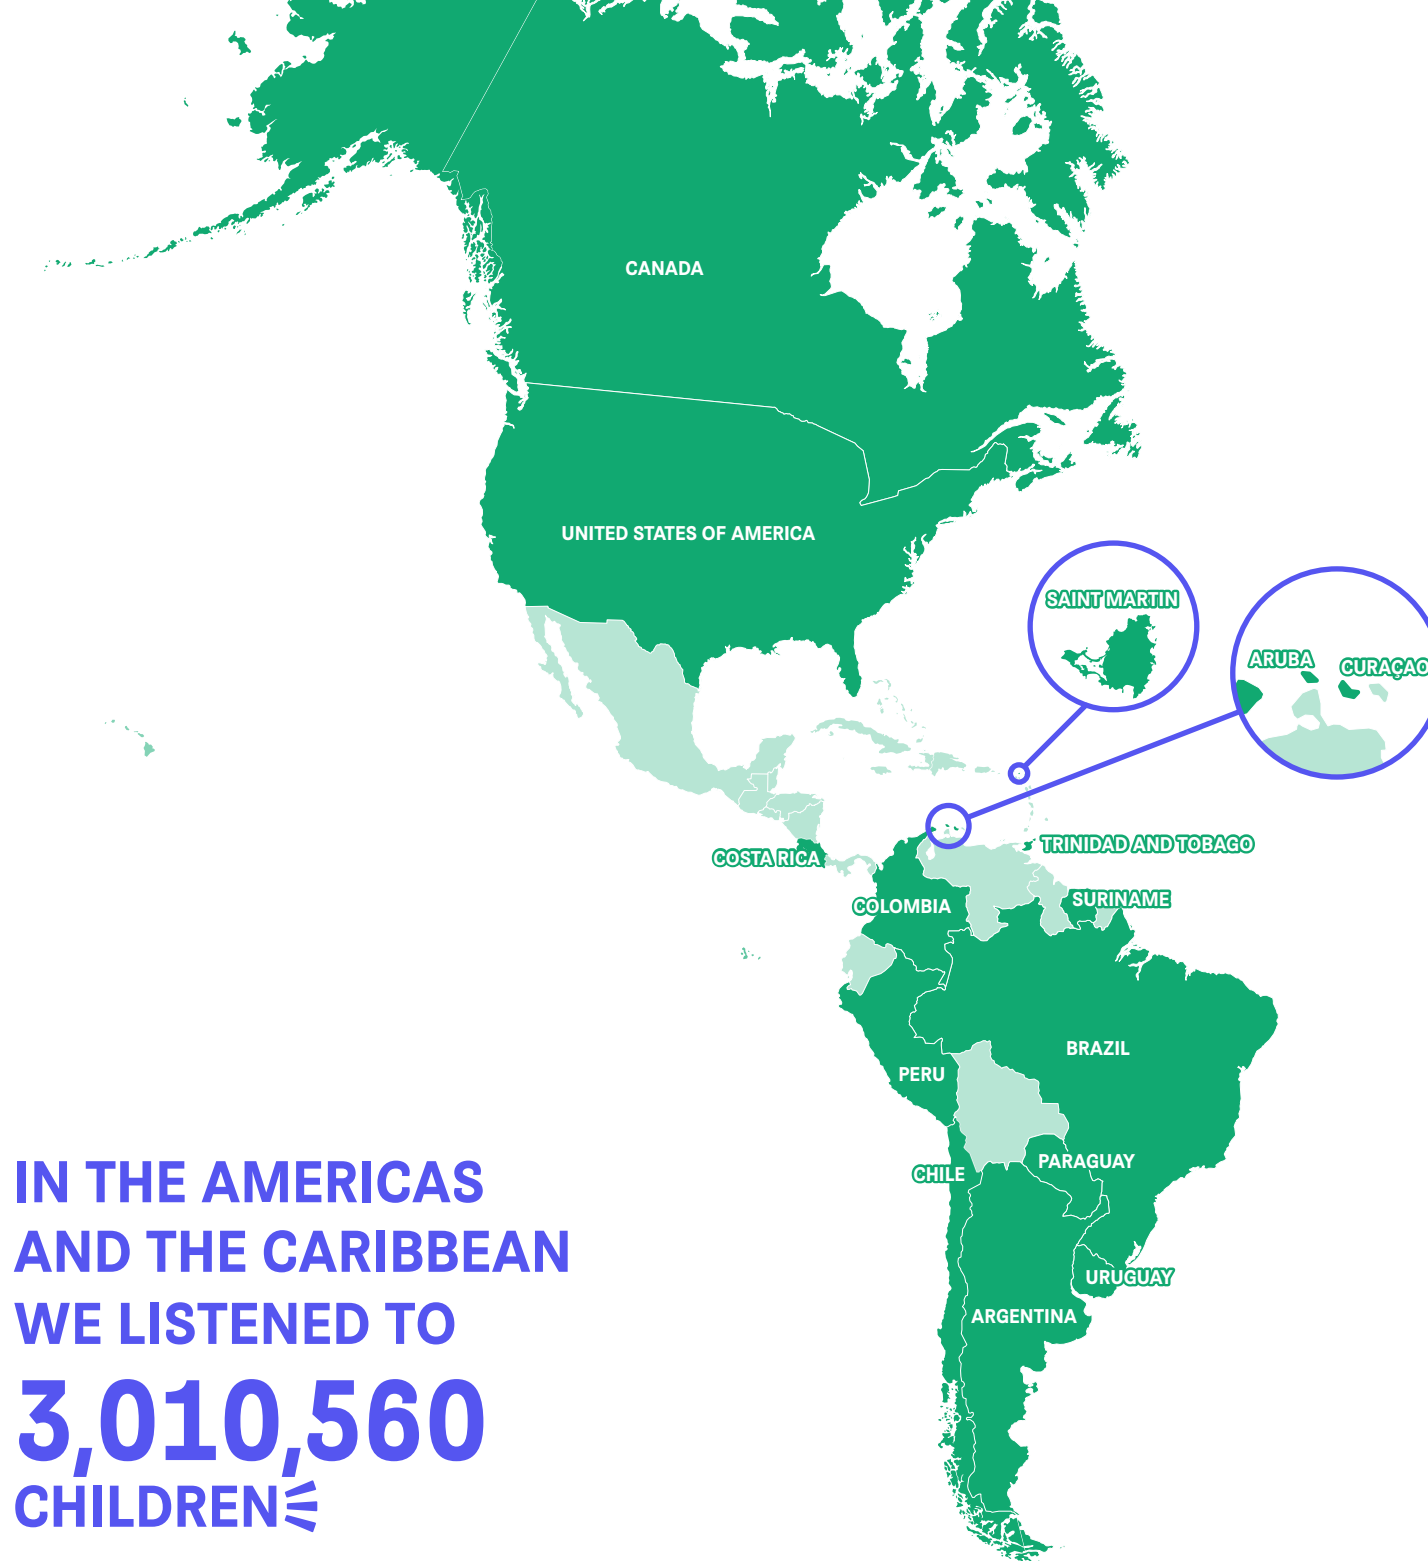 CANADA
UNITED STATES OF AMERICA
SAINT MARTIN
ARUBA
CURAÇAO
TRINIDAD AND TOBAGO
COSTA RICA
SURINAME
COLOMBIA
BRAZIL
PERU
PARAGUAY
CHILE
URUGUAY
ARGENTINA
IN THE AMERICAS
AND THE CARIBBEAN
WE LISTENED TO
3,010,560
CHILDREN